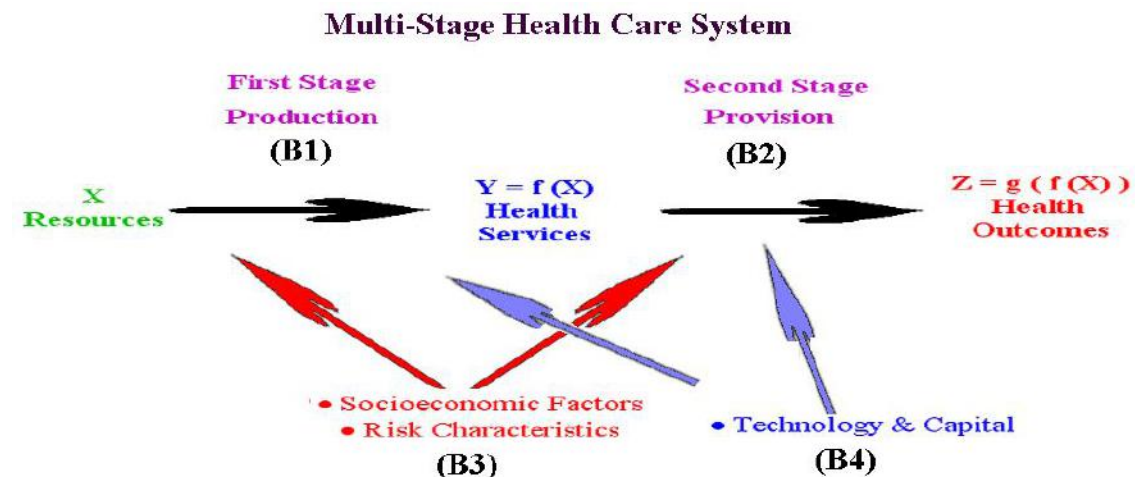 Multi-Stage Health Care System
First Stage
Production
(B1)
Second Stage
Provision
(B2)
X
Resources
Y = f (X)
Health
Services
Z = g ( f (X) )
Health
Outcomes
• Socioeconomic Factors
• Risk Characteristics
(B3)
• Technology & Capital
(B4)